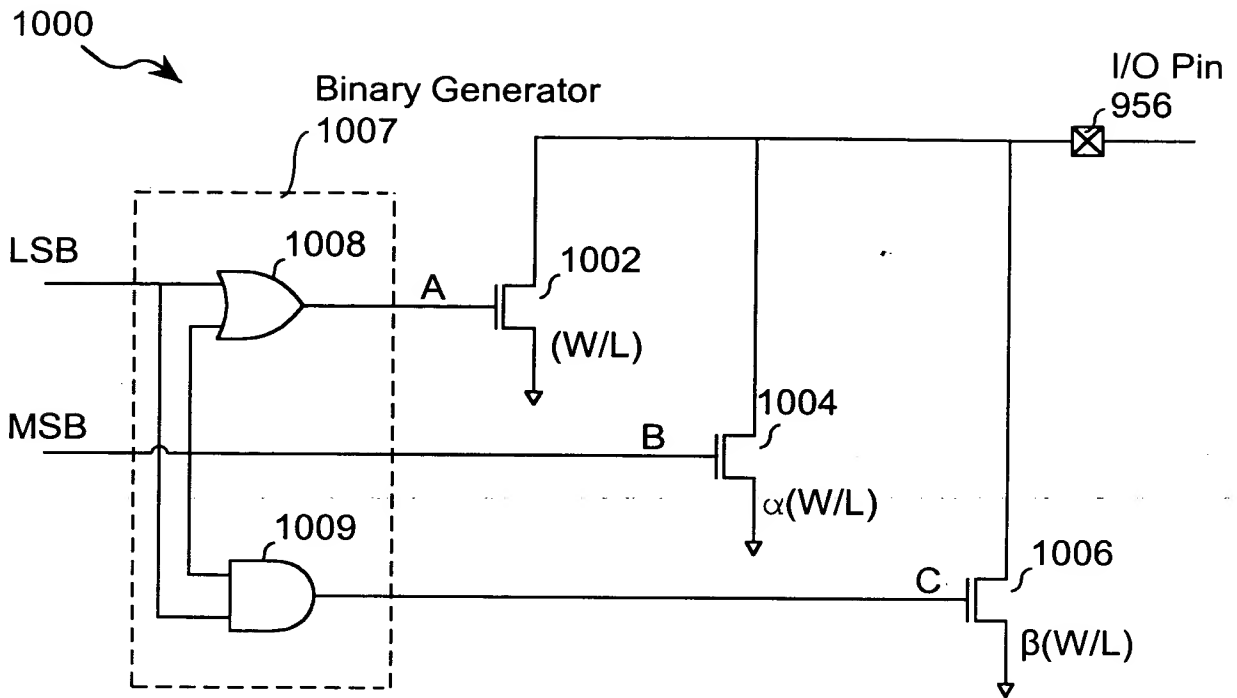 1000
I/O Pin
956
Binary Generator
1007
LSB
1008
A
1002
(W/L)
MSB
B
1004
α(W/L)
1009
C
1006
β(W/L)